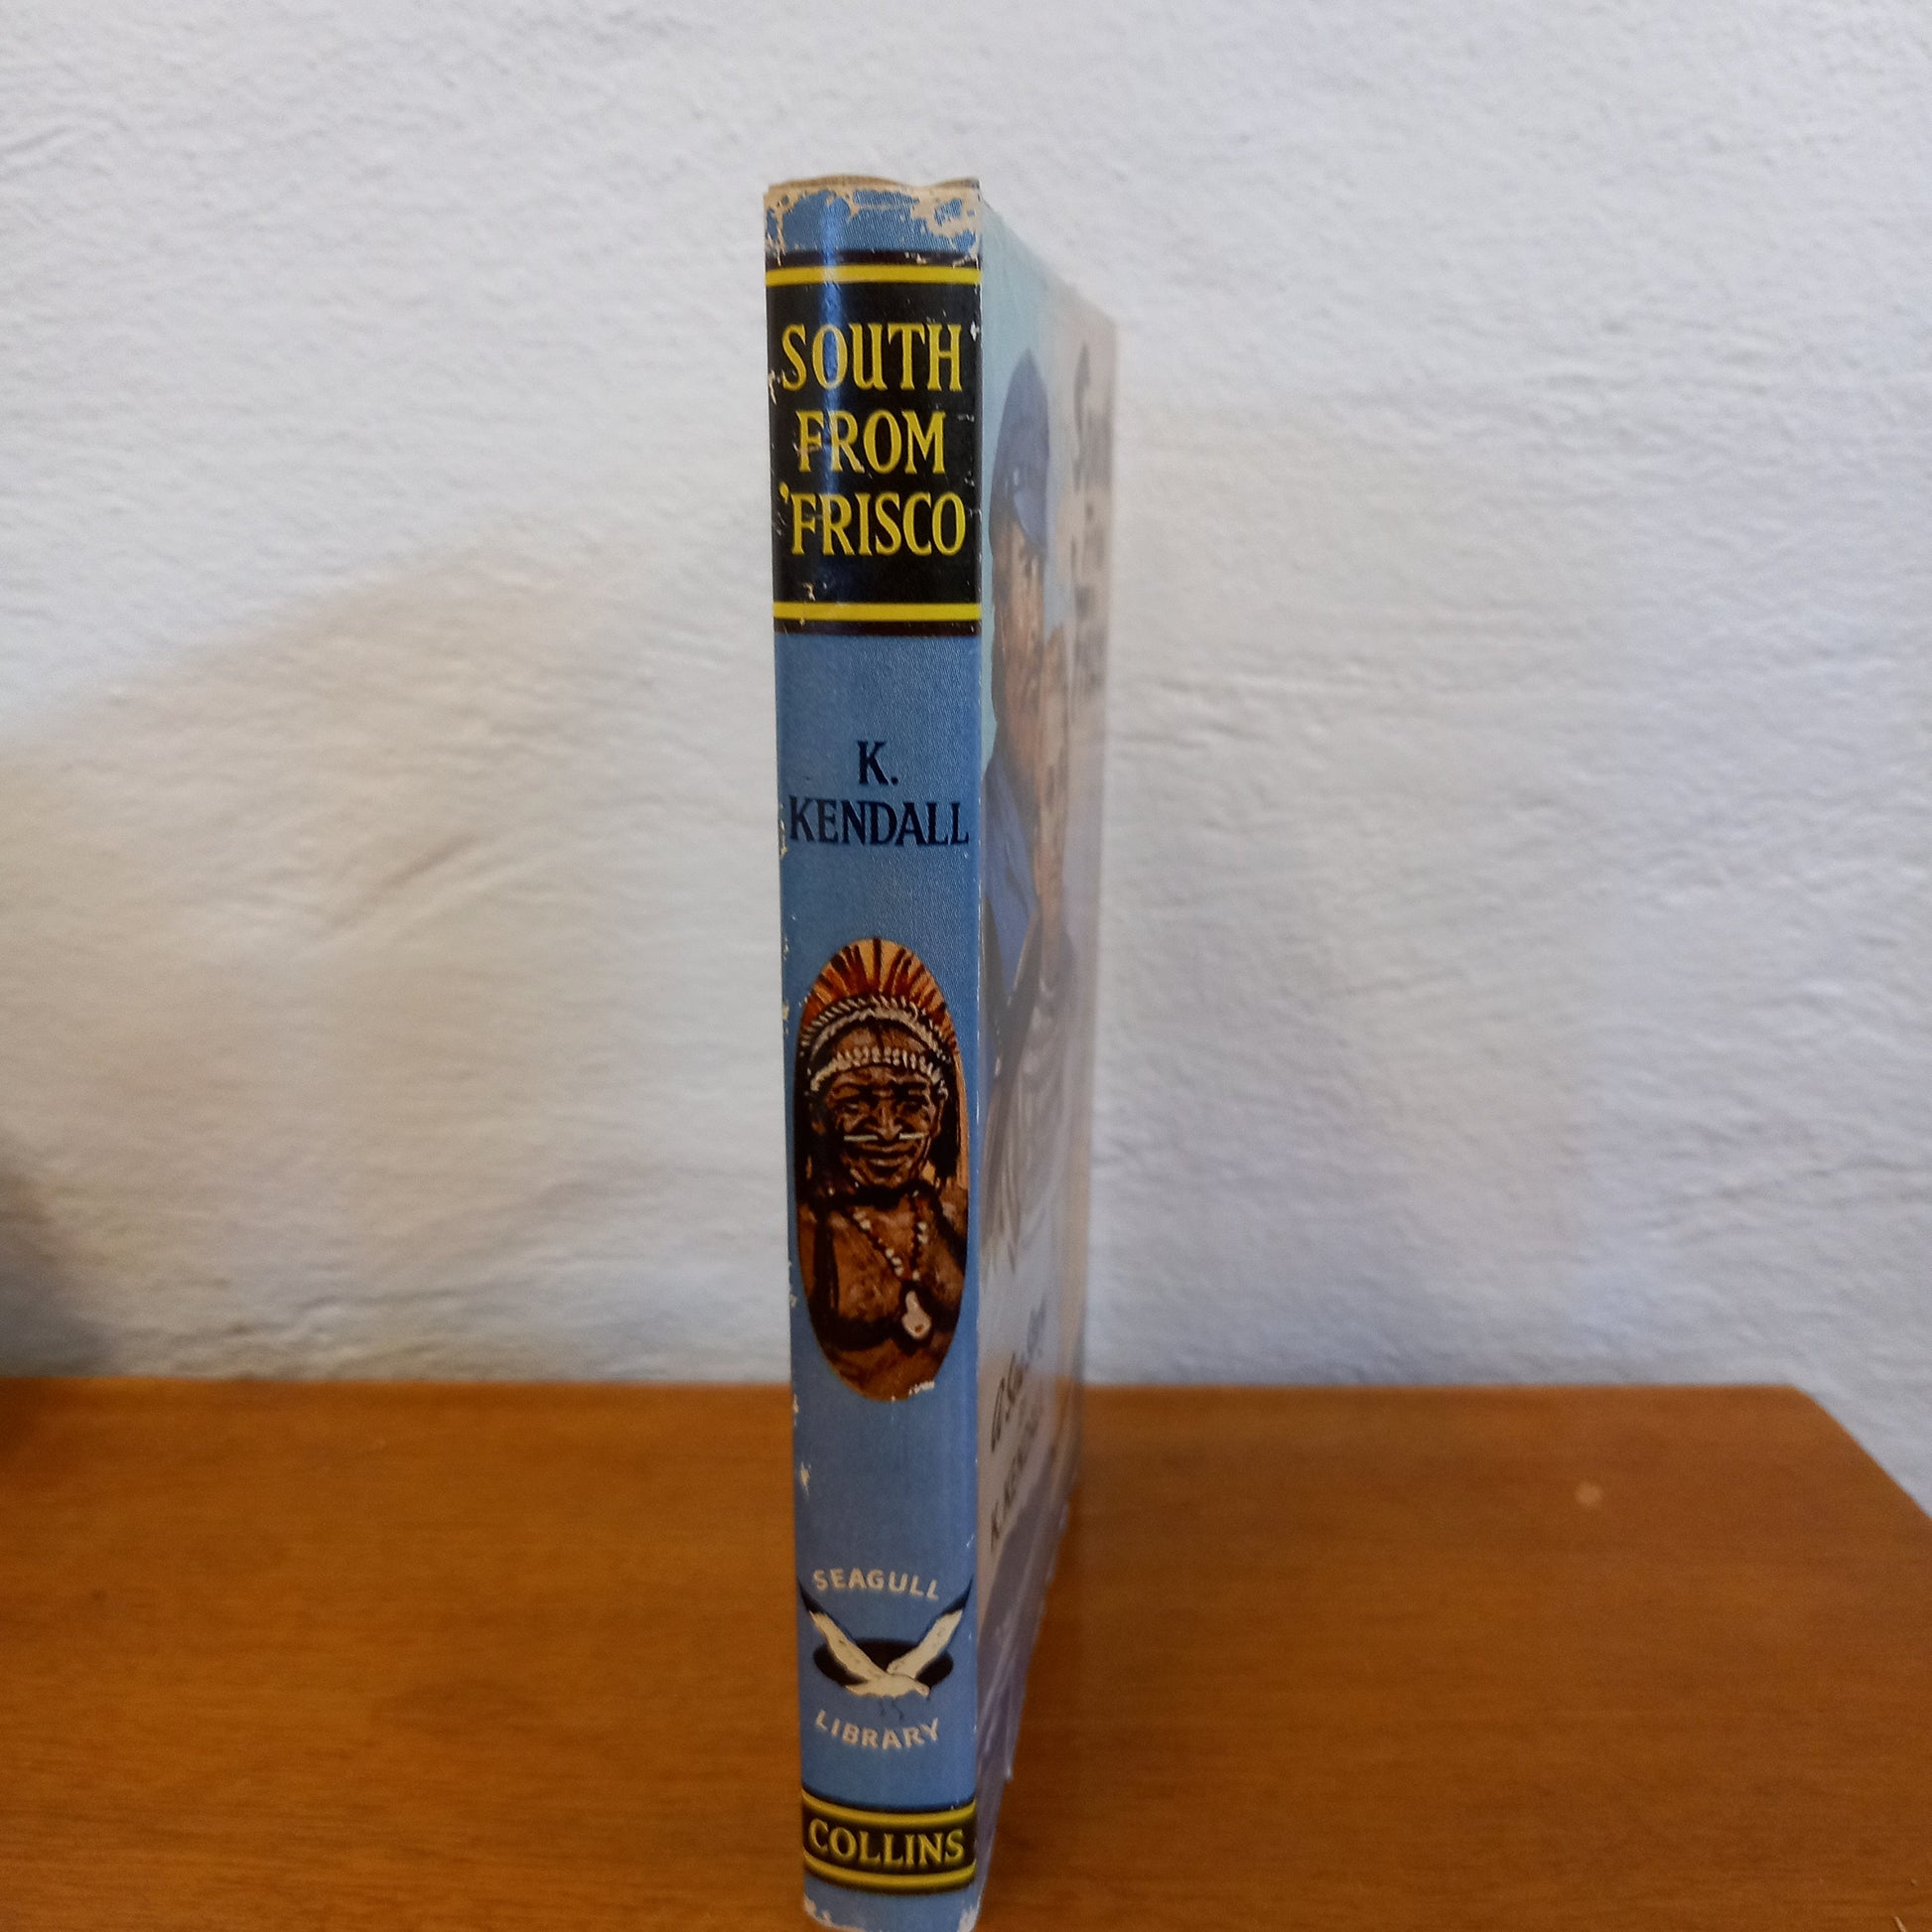 SOUTH
FROM
'FRISCO
K.
KENDALL
SEAGULL
LIBRARY
COLLINS